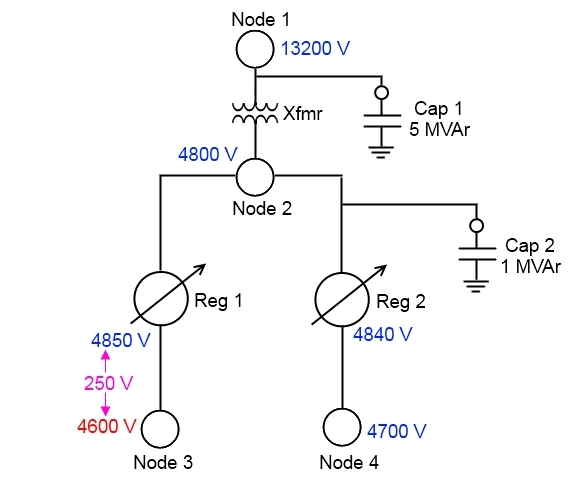 Node 1
13200 V
Cap 1
5 MVAr
Xfmr
4800 V
Node 2
Cap 2
1 MVAr
Reg 1
Reg 2
4850 V
4840 V
250 V
4600 V
4700 V
Node 3
Node 4